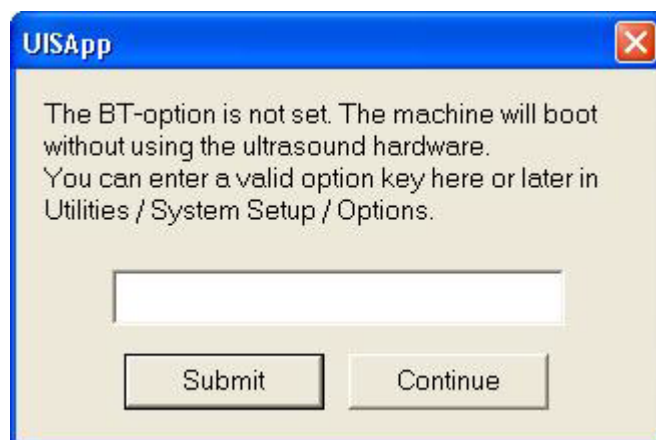 UISApp
The BT-option is not set. The machine will boot
without using the ultrasound hardware.
You can enter a valid option key here or later in
Utilities / System Setup / Options.
Submit Continue